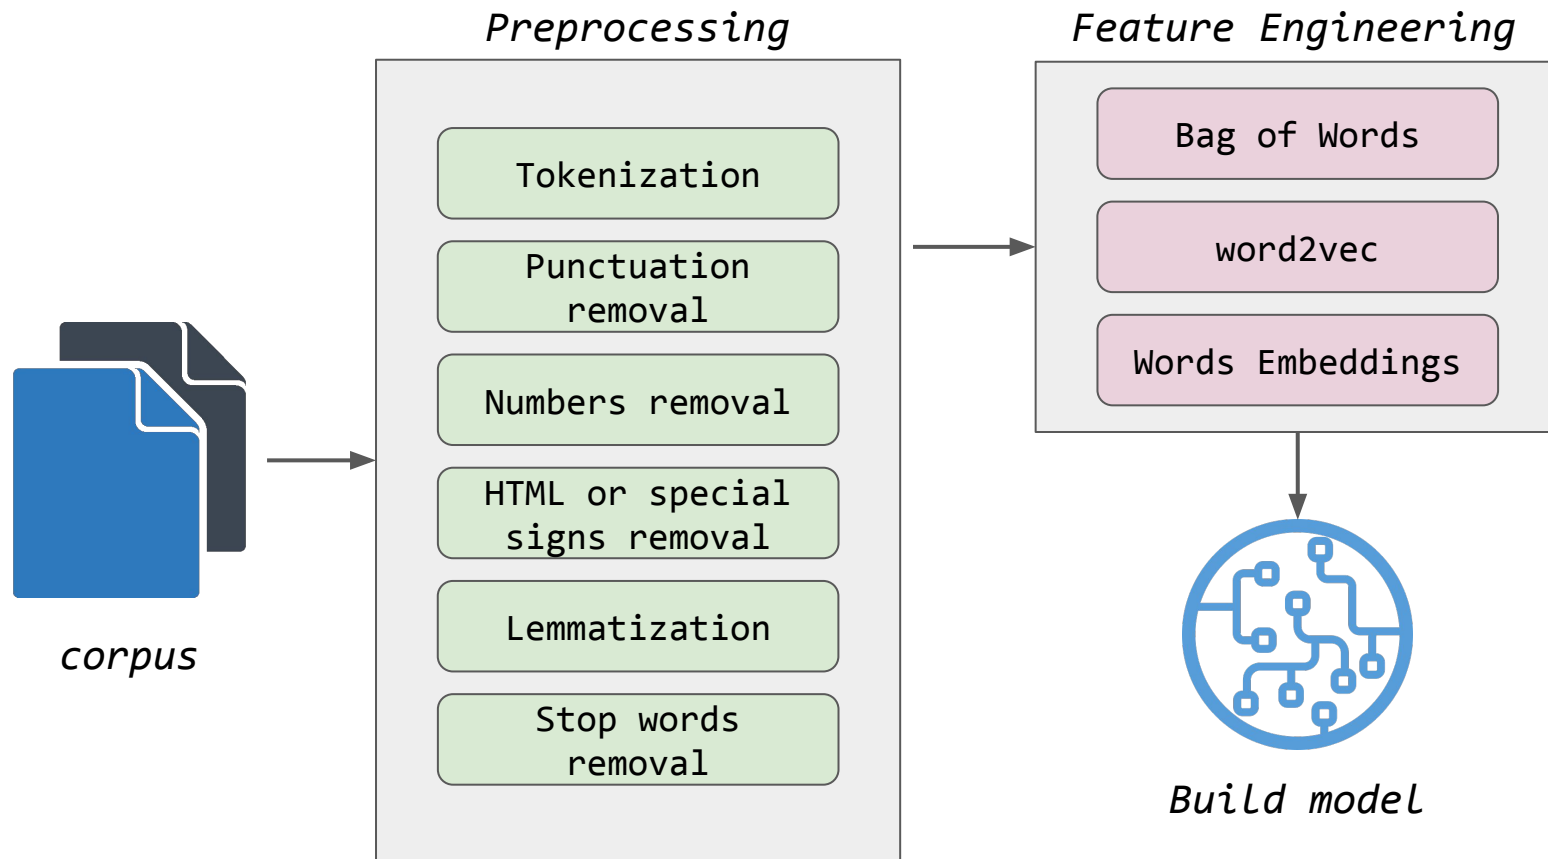 Preprocessing
Feature Engineering
Tokenization
Punctuation
removal
Numbers removal
HTML or special
signs removal
Lemmatization
Stop words
removal
Bag of Words
word2vec
Words Embeddings
corpus
Build model